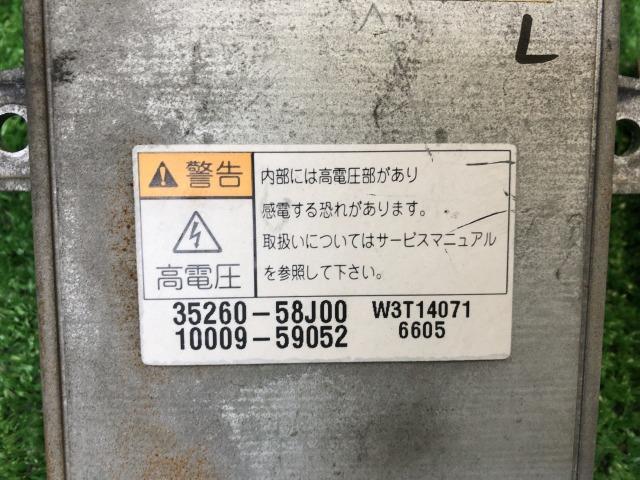 L
警告
高電圧
内部には高電圧部があり
感電する恐れがあります。
取扱いについてはサービスマニュアル
を参照して下さい。
35260-58J00 W3T14071
10009-59052 6605